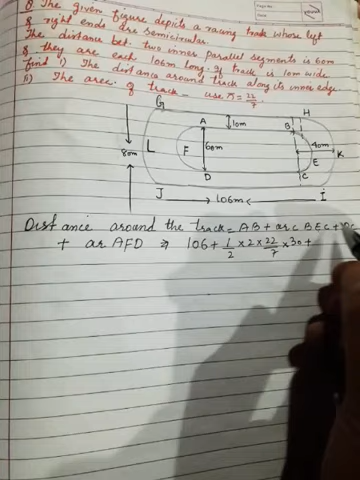 Q The given figure depicts a racing track whose left
& right ends are semicircular.
The distance bet. two inner parallel segments is 60m
& they are each 106m long. If track is 10m wide
find i) The distance around track along its inner edge
ii) The area of track - use π = 22/7
G
H
A
10m
B
80m
L
F
60m
40m
K
E
D
C
J
106m
I
Distance around the track = AB + arc BEC +
+ ar AFD ⇒ 106 + 1/2 × 2 × 22/7 × 30 +